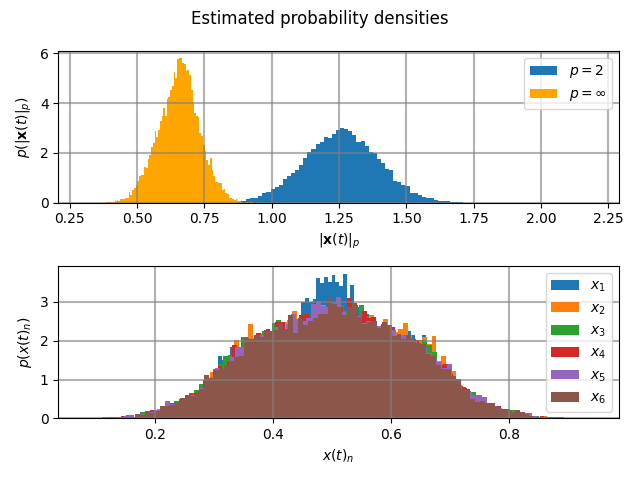 Estimated probability densities
p(|𝐱(t)|ₚ)
6
4
2
0
p = 2
p = ∞
0.25 0.50 0.75 1.00 1.25 1.50 1.75 2.00 2.25
|𝐱(t)|ₚ
p(x(t)ₙ)
3
2
1
0
x₁
x₂
x₃
x₄
x₅
x₆
0.2 0.4 0.6 0.8
x(t)ₙ